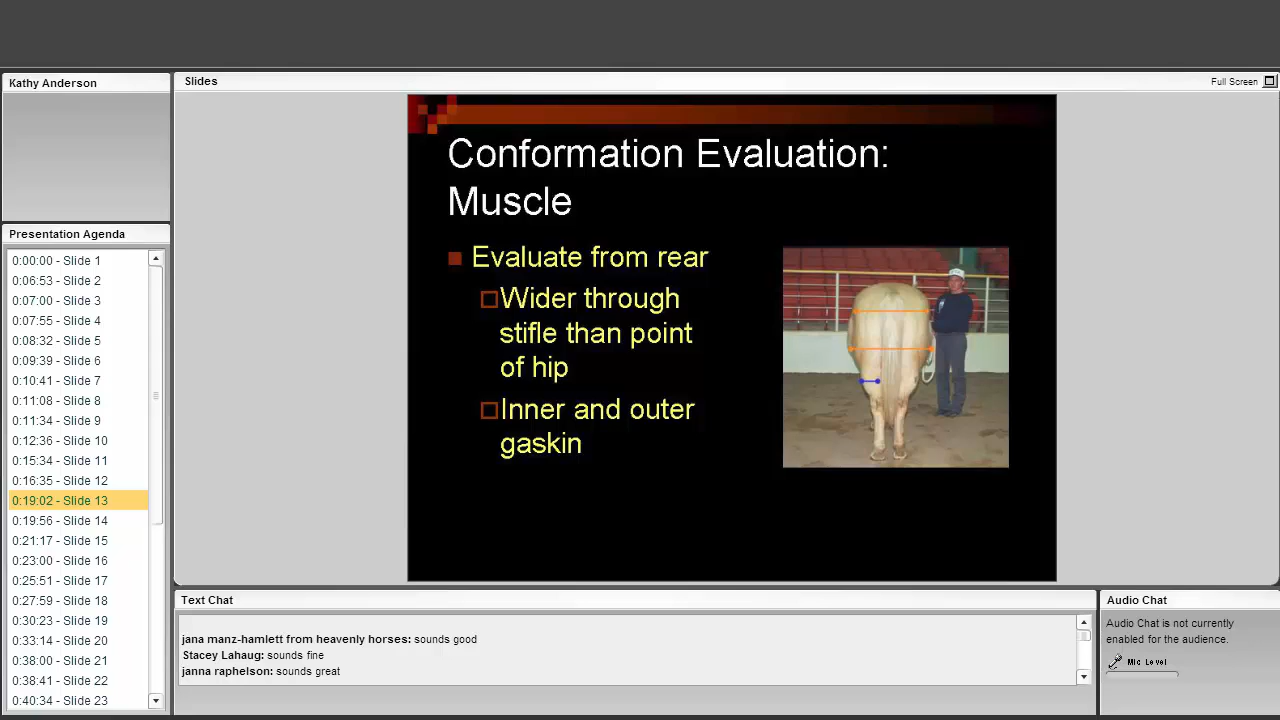 Kathy Anderson
Slides
Full Screen
Conformation Evaluation:
Muscle
Evaluate from rear
Wider through
stifle than point
of hip
Inner and outer
gaskin
Presentation Agenda
0:00:00 - Slide 1
0:06:53 - Slide 2
0:07:00 - Slide 3
0:07:55 - Slide 4
0:08:32 - Slide 5
0:09:39 - Slide 6
0:10:41 - Slide 7
0:11:08 - Slide 8
0:11:34 - Slide 9
0:12:36 - Slide 10
0:15:34 - Slide 11
0:16:35 - Slide 12
0:19:02 - Slide 13
0:19:56 - Slide 14
0:21:17 - Slide 15
0:23:00 - Slide 16
0:25:51 - Slide 17
0:27:59 - Slide 18
0:30:23 - Slide 19
0:33:14 - Slide 20
0:38:00 - Slide 21
0:38:41 - Slide 22
0:40:34 - Slide 23
Text Chat
jana manz-hamlett from heavenly horses: sounds good
Stacey Lahaug: sounds fine
janna raphelson: sounds great
Audio Chat
Audio Chat is not currently
enabled for the audience.
Mic Level